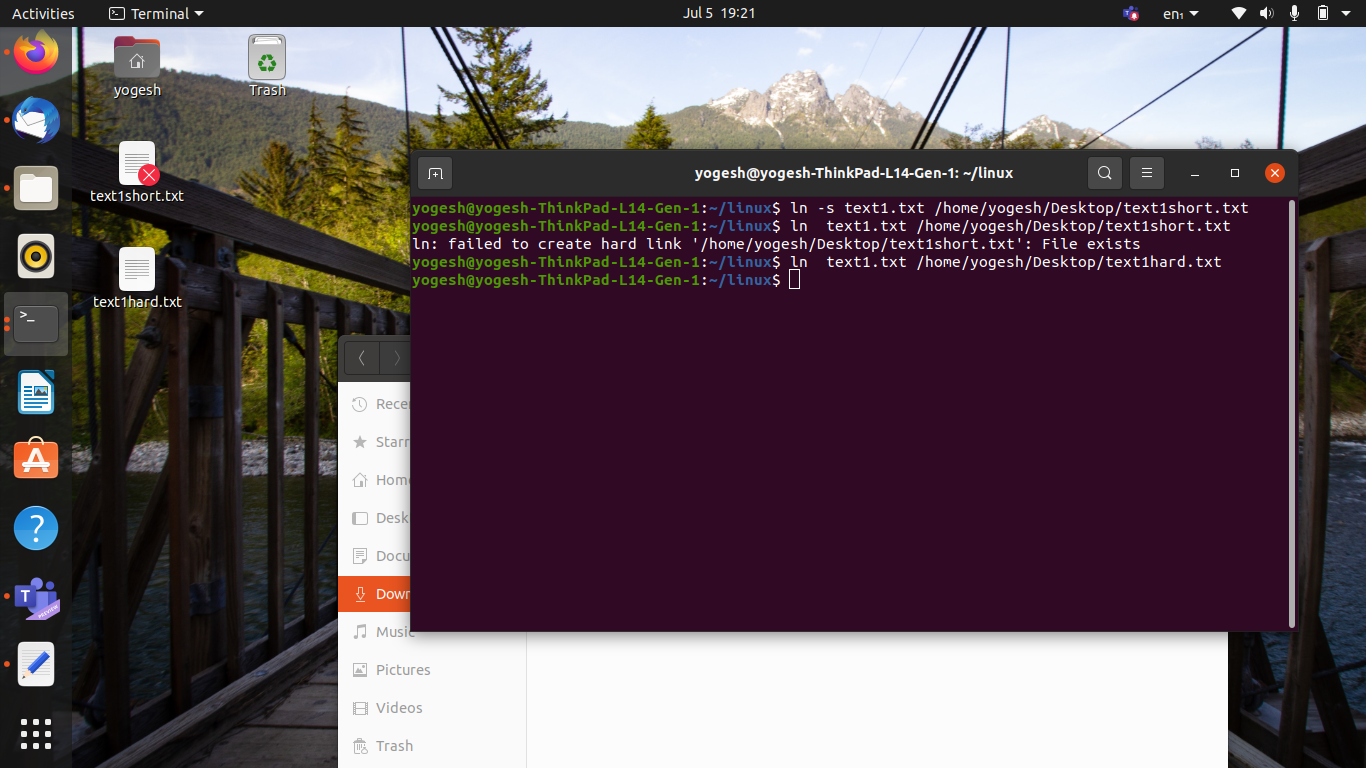 Activities
Terminal
Jul 5 19:21
en₁
yogesh
Trash
text1short.txt
text1hard.txt
yogesh@yogesh-ThinkPad-L14-Gen-1: ~/linux
yogesh@yogesh-ThinkPad-L14-Gen-1:~/linux$ ln -s text1.txt /home/yogesh/Desktop/text1short.txt
yogesh@yogesh-ThinkPad-L14-Gen-1:~/linux$ ln  text1.txt /home/yogesh/Desktop/text1short.txt
ln: failed to create hard link '/home/yogesh/Desktop/text1short.txt': File exists
yogesh@yogesh-ThinkPad-L14-Gen-1:~/linux$ ln  text1.txt /home/yogesh/Desktop/text1hard.txt
yogesh@yogesh-ThinkPad-L14-Gen-1:~/linux$
Recen
Starr
Home
Desk
Docu
Down
Music
Pictures
Videos
Trash
>_
A
?
T
PREVIEW